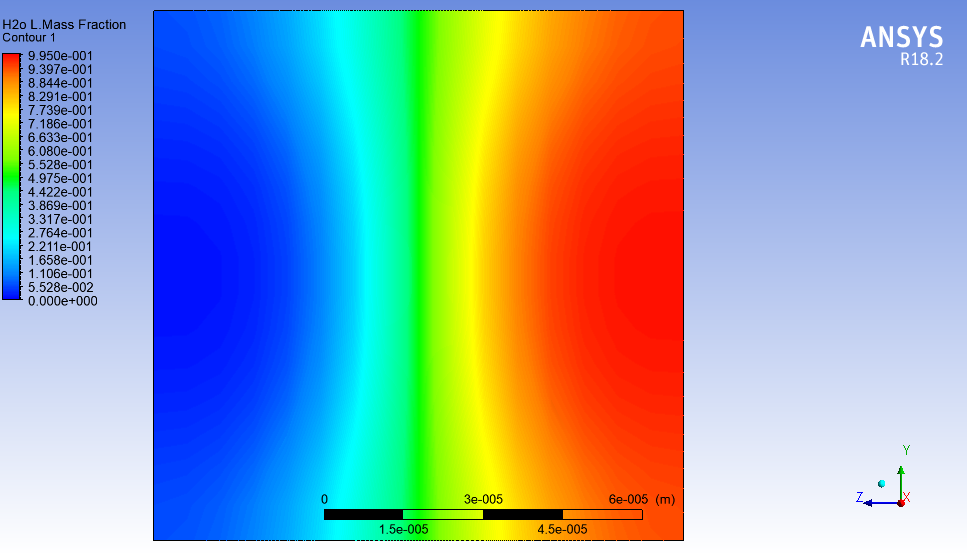 H2o L.Mass Fraction
Contour 1
9.950e-001
9.397e-001
8.844e-001
8.291e-001
7.739e-001
7.186e-001
6.633e-001
6.080e-001
5.528e-001
4.975e-001
4.422e-001
3.869e-001
3.317e-001
2.764e-001
2.211e-001
1.658e-001
1.106e-001
5.528e-002
0.000e+000
ANSYS
R18.2
0 3e-005 6e-005 (m)
1.5e-005 4.5e-005
Y
Z X